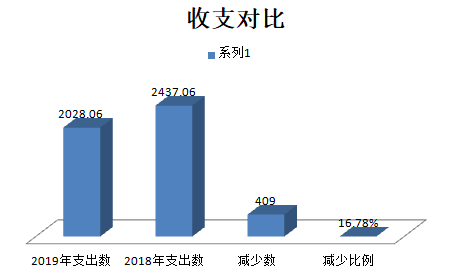 收支对比
系列1
2028.06
2437.06
409
16.78%
2019年支出数
2018年支出数
减少数
减少比例